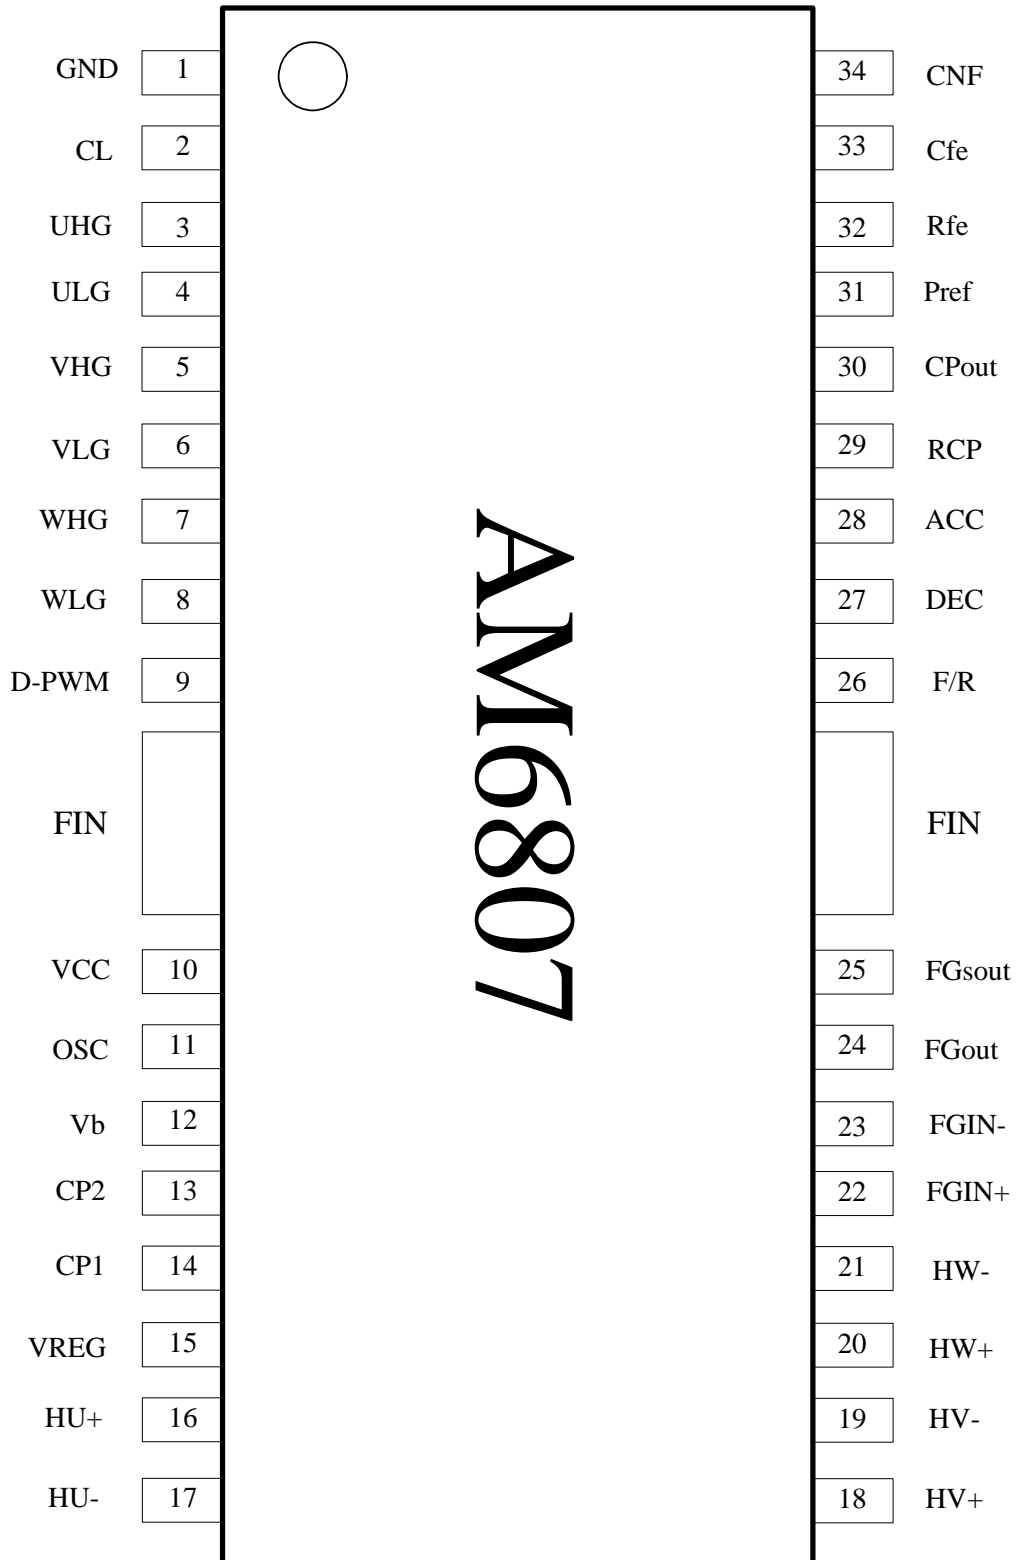 GND 1 34 CNF
CL 2 33 Cfe
UHG 3 32 Rfe
ULG 4 31 Pref
VHG 5 30 CPout
VLG 6 29 RCP
WHG 7 28 ACC
WLG 8 27 DEC
D-PWM 9 26 F/R
AM6807
FIN FIN
VCC 10 25 FGsout
OSC 11 24 FGout
Vb 12 23 FGIN-
CP2 13 22 FGIN+
CP1 14 21 HW-
VREG 15 20 HW+
HU+ 16 19 HV-
HU- 17 18 HV+